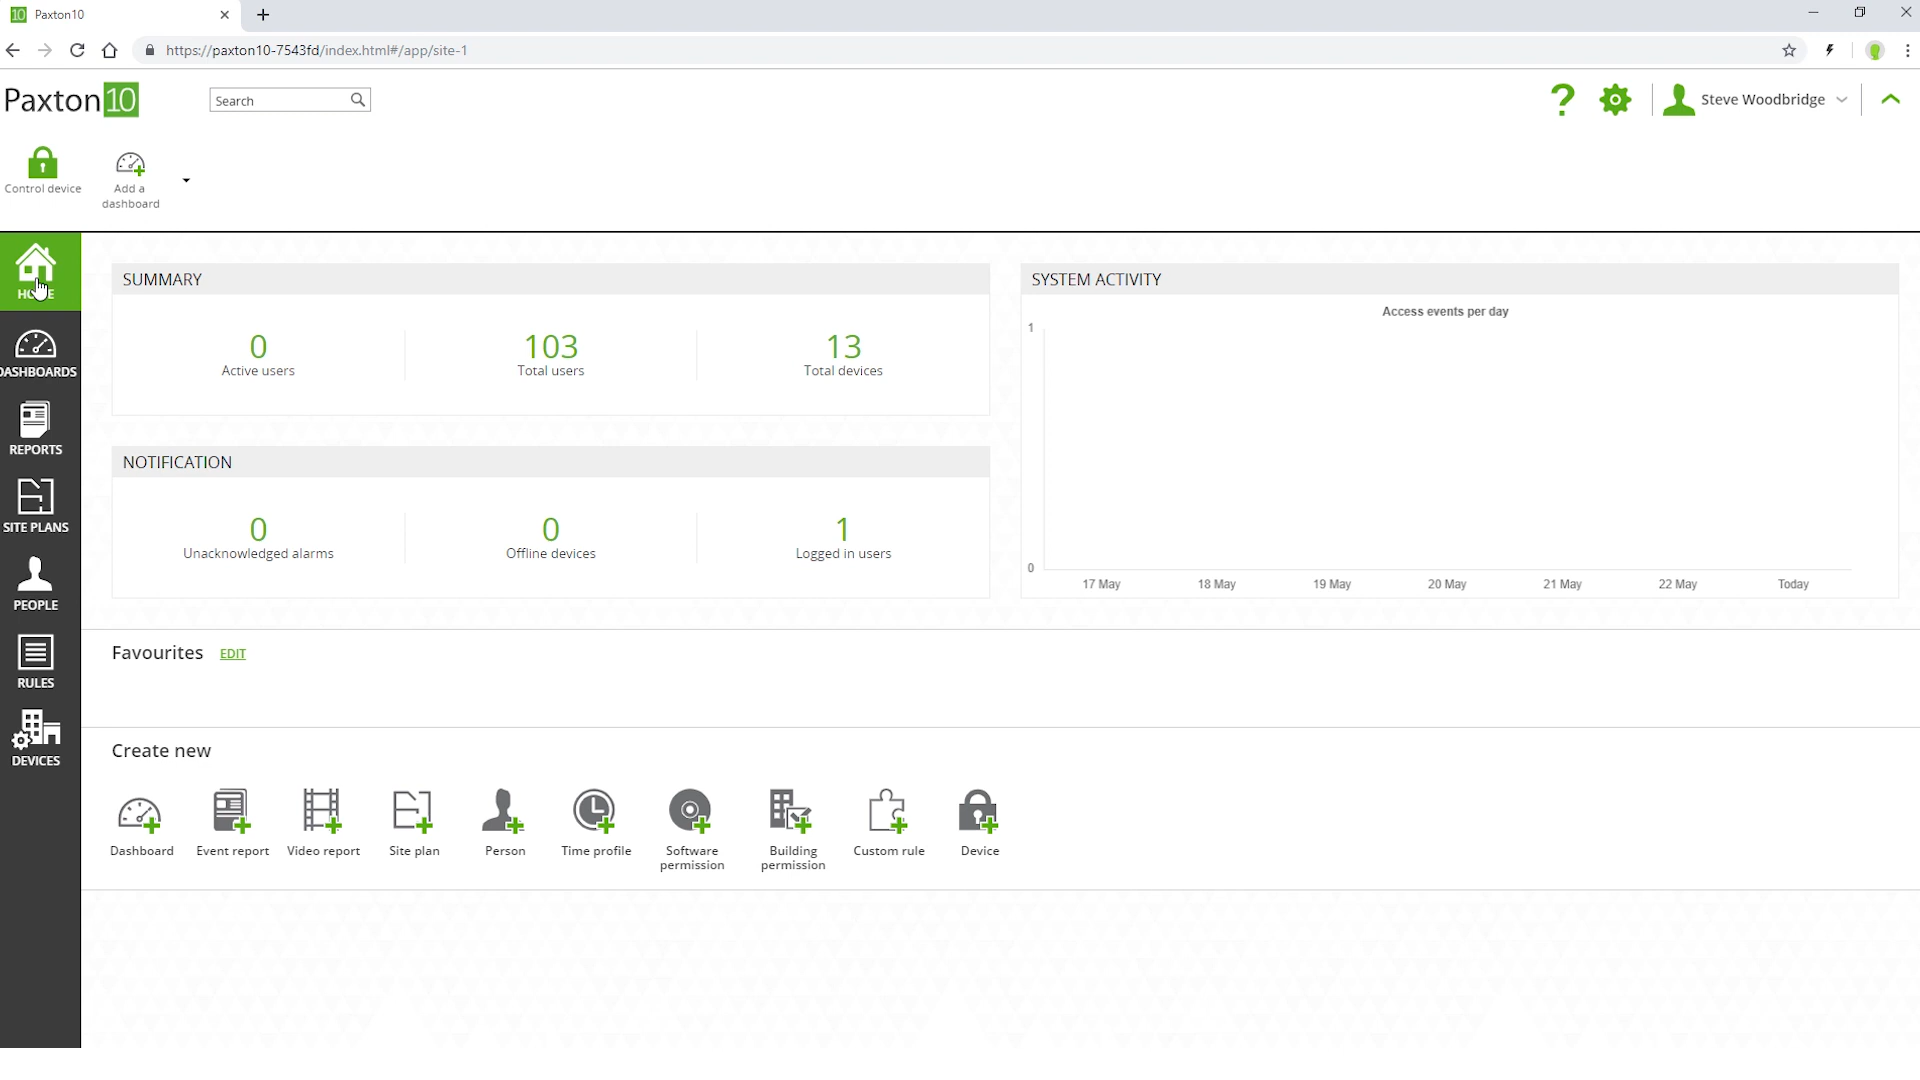 10 Paxton10
https://paxton10-7543fd/index.html#/app/site-1
Paxton 10
Search
? Steve Woodbridge
Control device
Add a
dashboard
HOME
DASHBOARDS
REPORTS
SITE PLANS
PEOPLE
RULES
DEVICES
SUMMARY
0 103 13
Active users Total users Total devices
NOTIFICATION
0 0 1
Unacknowledged alarms Offline devices Logged in users
SYSTEM ACTIVITY
Access events per day
1
0
17 May 18 May 19 May 20 May 21 May 22 May Today
Favourites EDIT
Create new
Dashboard Event report Video report Site plan Person Time profile Software permission Building permission Custom rule Device